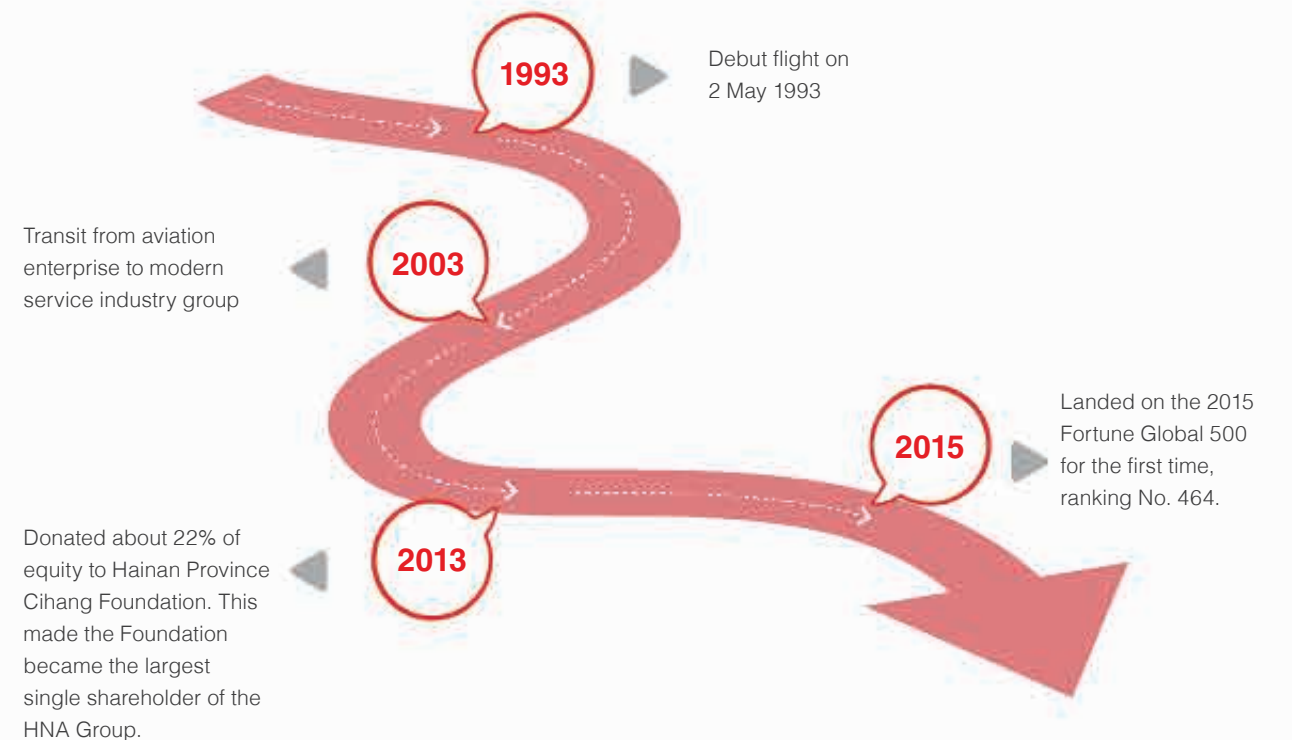 1993
Debut flight on
2 May 1993
2003
Transit from aviation
enterprise to modern
service industry group
2013
Donated about 22% of
equity to Hainan Province
Cihang Foundation. This
made the Foundation
became the largest
single shareholder of the
HNA Group.
2015
Landed on the 2015
Fortune Global 500
for the first time,
ranking No. 464.